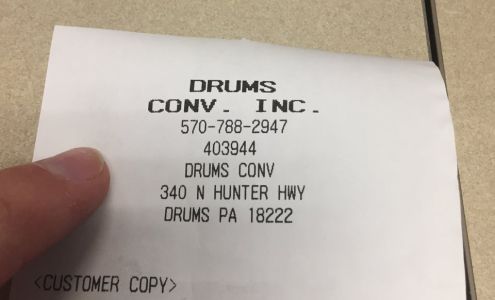 DRUMS
CONV. INC.
570-788-2947
403944
DRUMS CONV
340 N HUNTER HWY
DRUMS PA 18222
<CUSTOMER COPY>